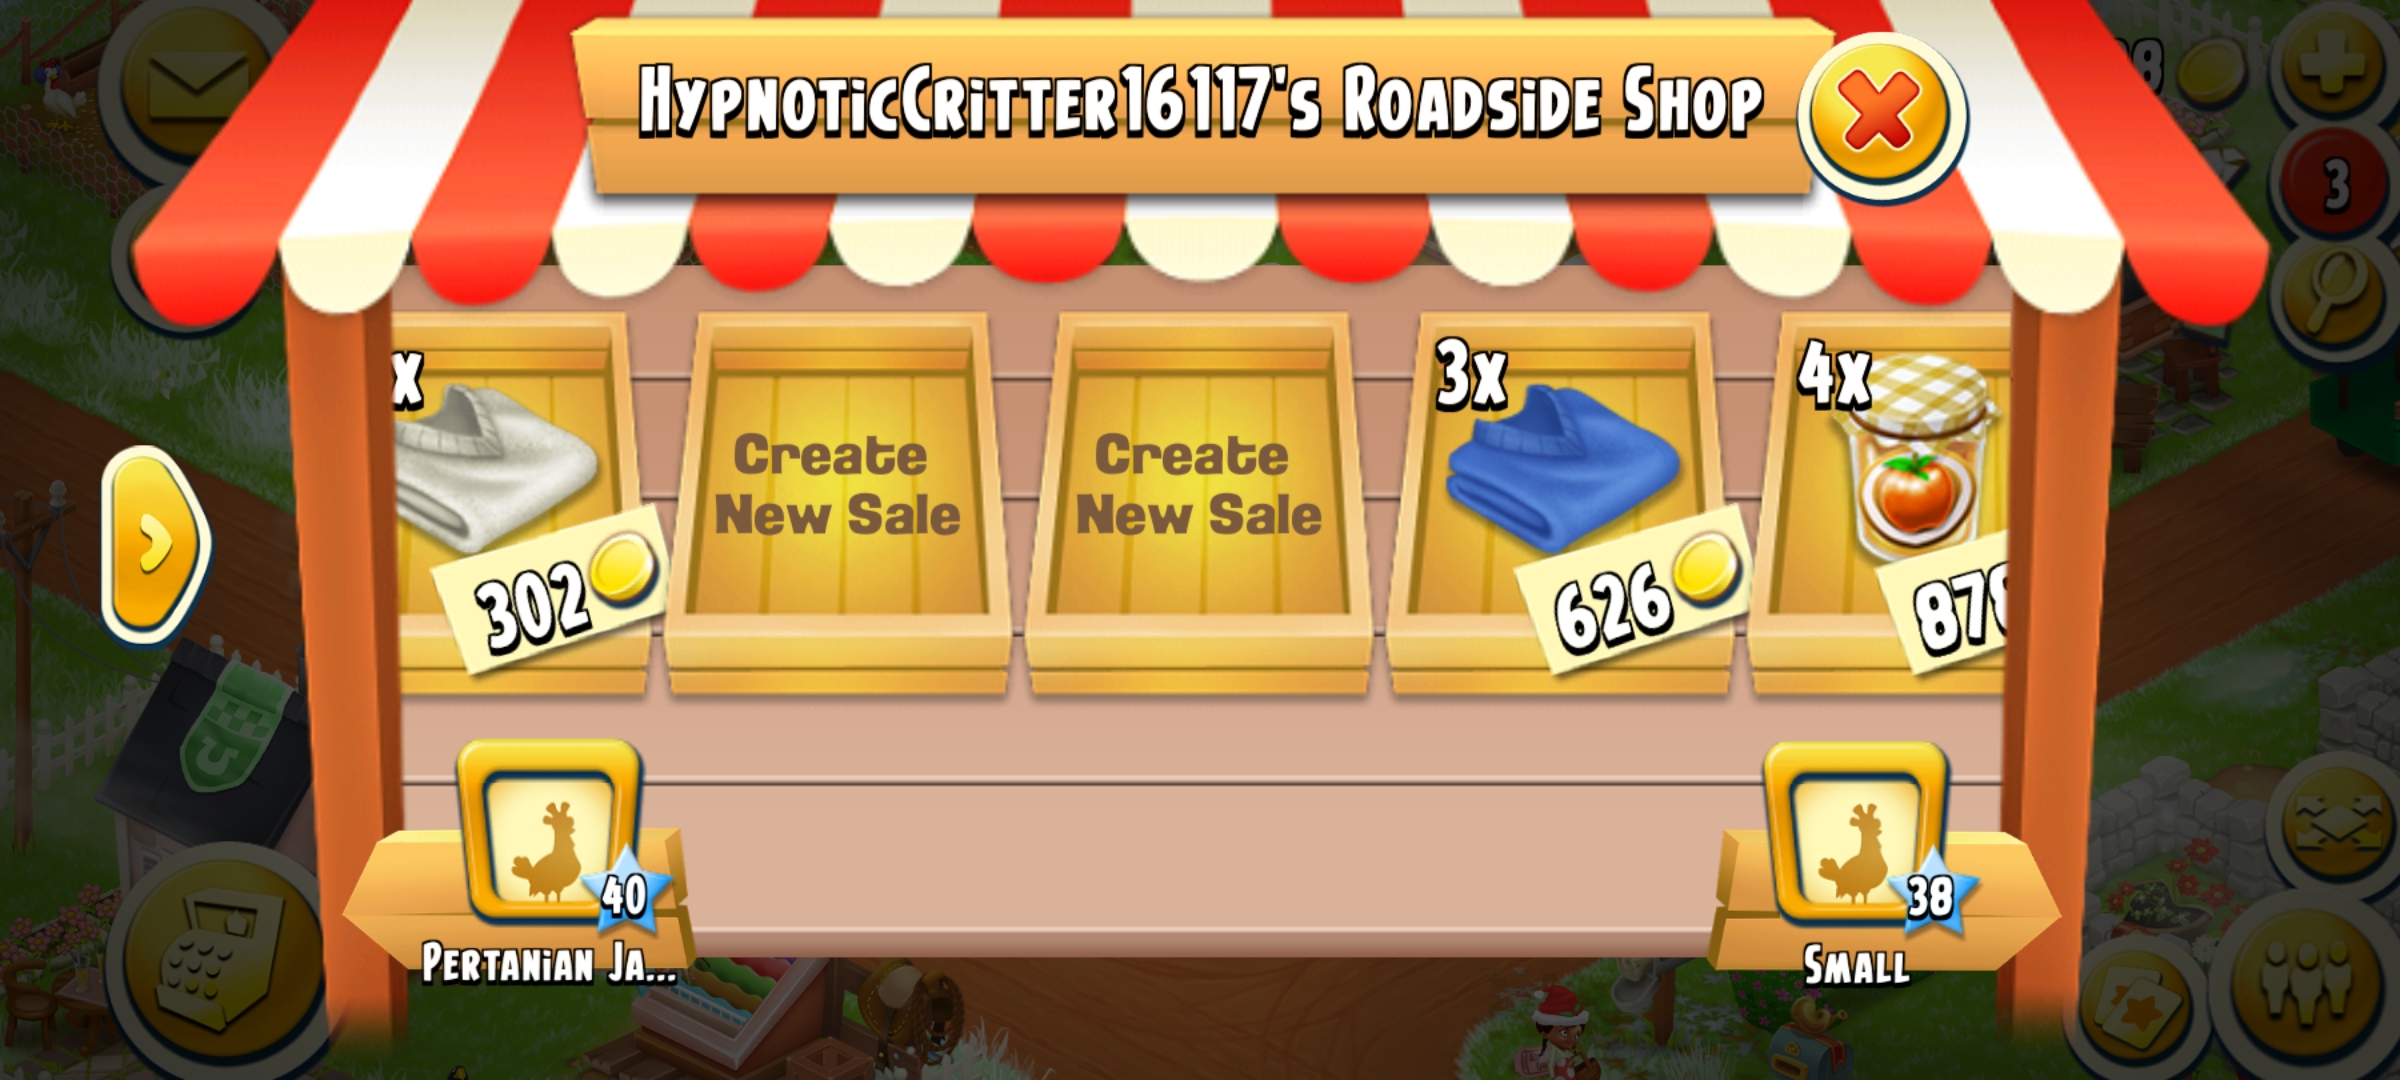 HypnoticCritter16117's Roadside Shop
3
x
302
Create
New Sale
Create
New Sale
3x
626
4x
40
Pertanian Ja...
38
Small